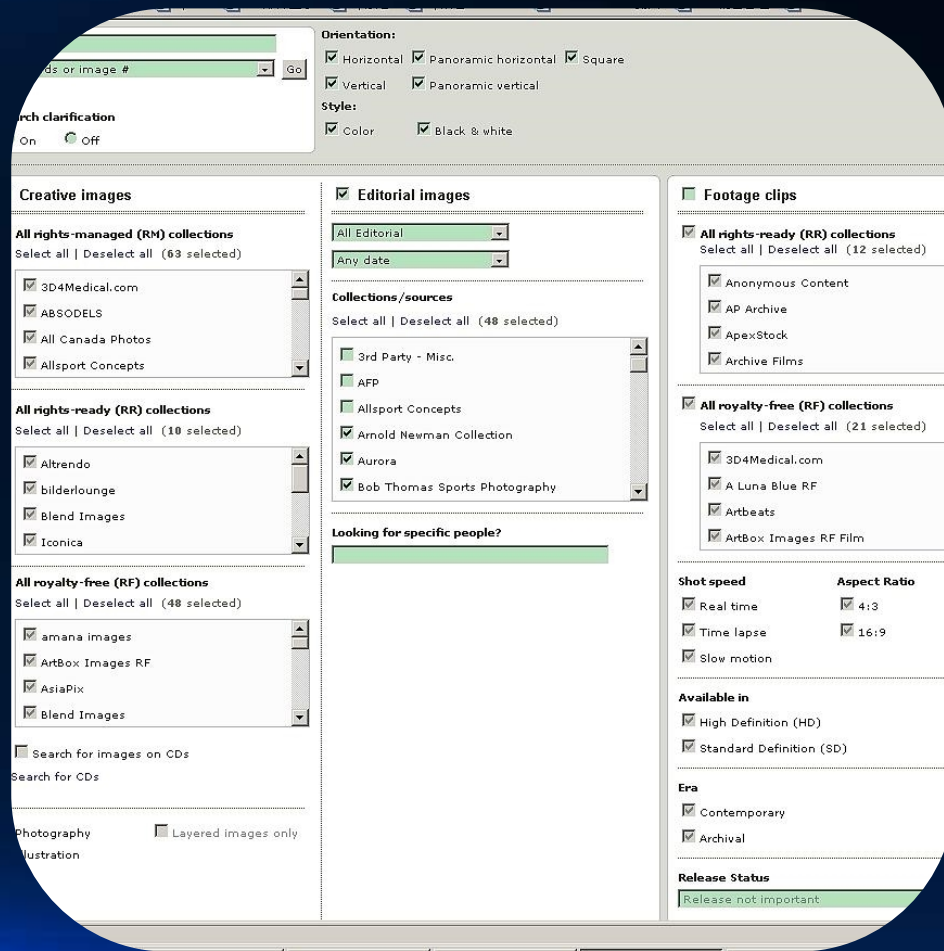 Orientation:
Horizontal Panoramic horizontal Square
or image # Go
Vertical Panoramic vertical
Style:
clarification
Color Black & white
On Off
Creative images
All rights-managed (RM) collections
Select all | Deselect all (63 selected)
3D4Medical.com
ABSODELS
All Canada Photos
Allsport Concepts
All rights-ready (RR) collections
Select all | Deselect all (10 selected)
Altrendo
bilderlounge
Blend Images
Iconica
All royalty-free (RF) collections
Select all | Deselect all (48 selected)
amana images
ArtBox Images RF
AsiaPix
Blend Images
Search for images on CDs
Search for CDs
Photography Layered images only
Editorial images
All Editorial
Any date
Collections/sources
Select all | Deselect all (48 selected)
3rd Party - Misc.
AFP
Allsport Concepts
Arnold Newman Collection
Aurora
Bob Thomas Sports Photography
Looking for specific people?
Footage clips
All rights-ready (RR) collections
Select all | Deselect all (12 selected)
Anonymous Content
AP Archive
ApexStock
Archive Films
All royalty-free (RF) collections
Select all | Deselect all (21 selected)
3D4Medical.com
A Luna Blue RF
Artbeats
ArtBox Images RF Film
Shot speed Aspect Ratio
Real time 4:3
Time lapse 16:9
Slow motion
Available in
High Definition (HD)
Standard Definition (SD)
Era
Contemporary
Archival
Release Status
Release not important